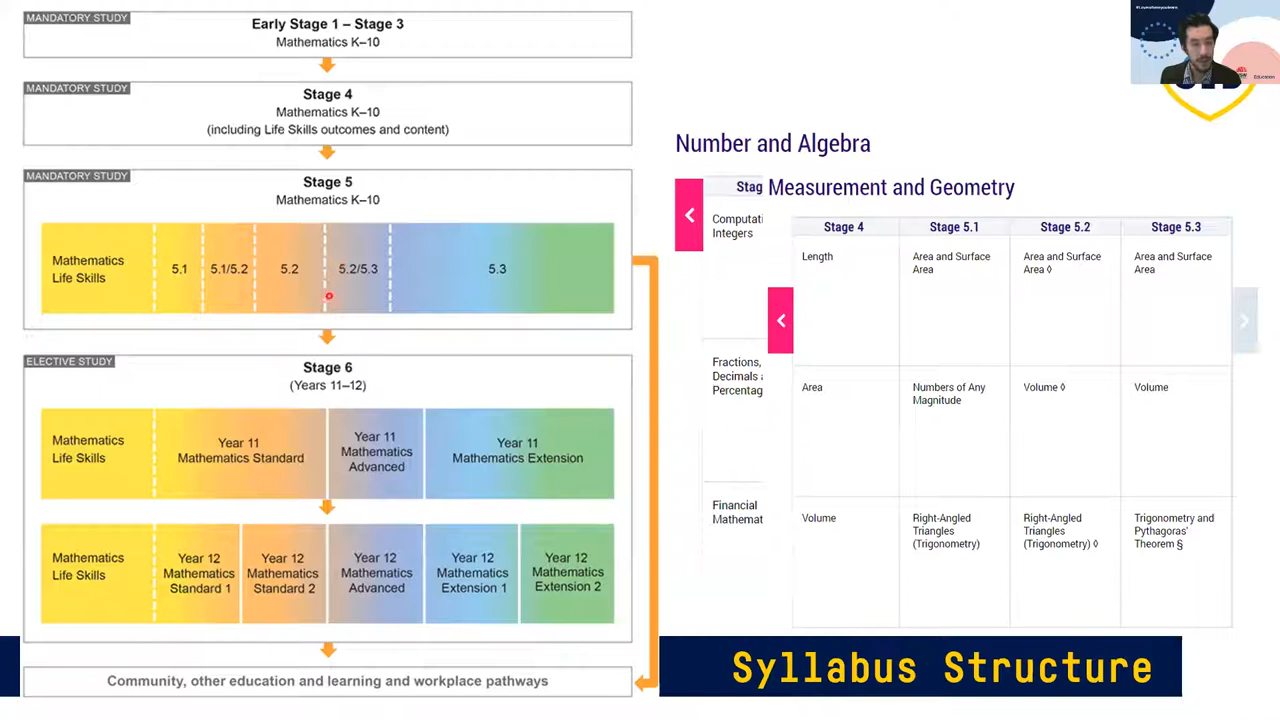 MANDATORY STUDY
Early Stage 1 – Stage 3
Mathematics K–10
MANDATORY STUDY
Stage 4
Mathematics K–10
(including Life Skills outcomes and content)
MANDATORY STUDY
Stage 5
Mathematics K–10
Mathematics
Life Skills
5.1
5.1/5.2
5.2
5.2/5.3
5.3
ELECTIVE STUDY
Stage 6
(Years 11–12)
Mathematics
Life Skills
Year 11
Mathematics Standard
Year 11
Mathematics
Advanced
Year 11
Mathematics Extension
Mathematics
Life Skills
Year 12
Mathematics
Standard 1
Year 12
Mathematics
Standard 2
Year 12
Mathematics
Advanced
Year 12
Mathematics
Extension 1
Year 12
Mathematics
Extension 2
Community, other education and learning and workplace pathways
Number and Algebra
Stag
Computati
Integers
Fractions,
Decimals a
Percentag
Financial
Mathemat
Measurement and Geometry
Stage 4
Stage 5.1
Stage 5.2
Stage 5.3
Length
Area and Surface
Area
Area and Surface
Area ◊
Area and Surface
Area
Area
Numbers of Any
Magnitude
Volume ◊
Volume
Volume
Right-Angled
Triangles
(Trigonometry)
Right-Angled
Triangles
(Trigonometry) ◊
Trigonometry and
Pythagoras'
Theorem §
Syllabus Structure